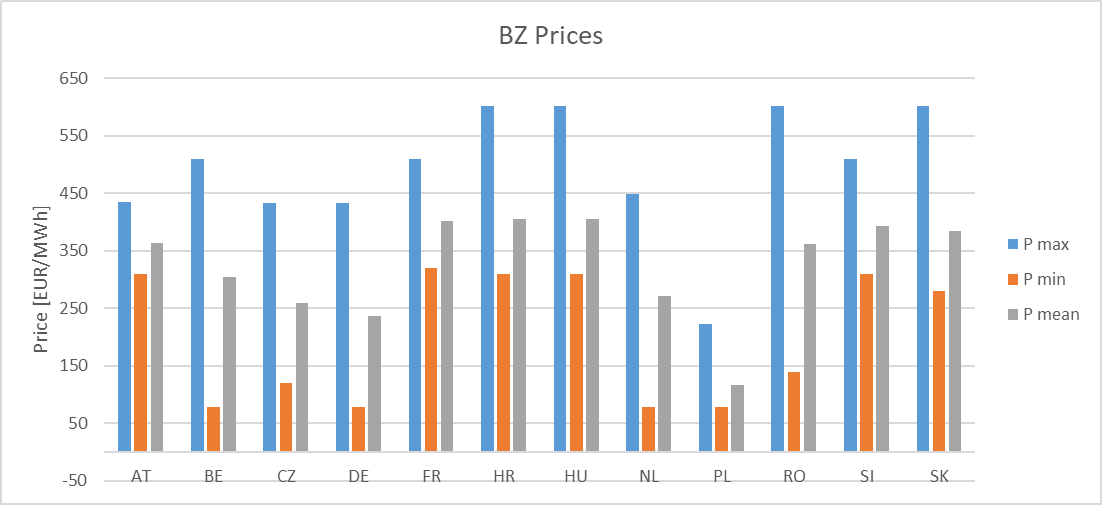 BZ Prices
650
550
450
350
250
150
50
-50
Price [EUR/MWh]
AT BE CZ DE FR HR HU NL PL RO SI SK
P max
P min
P mean